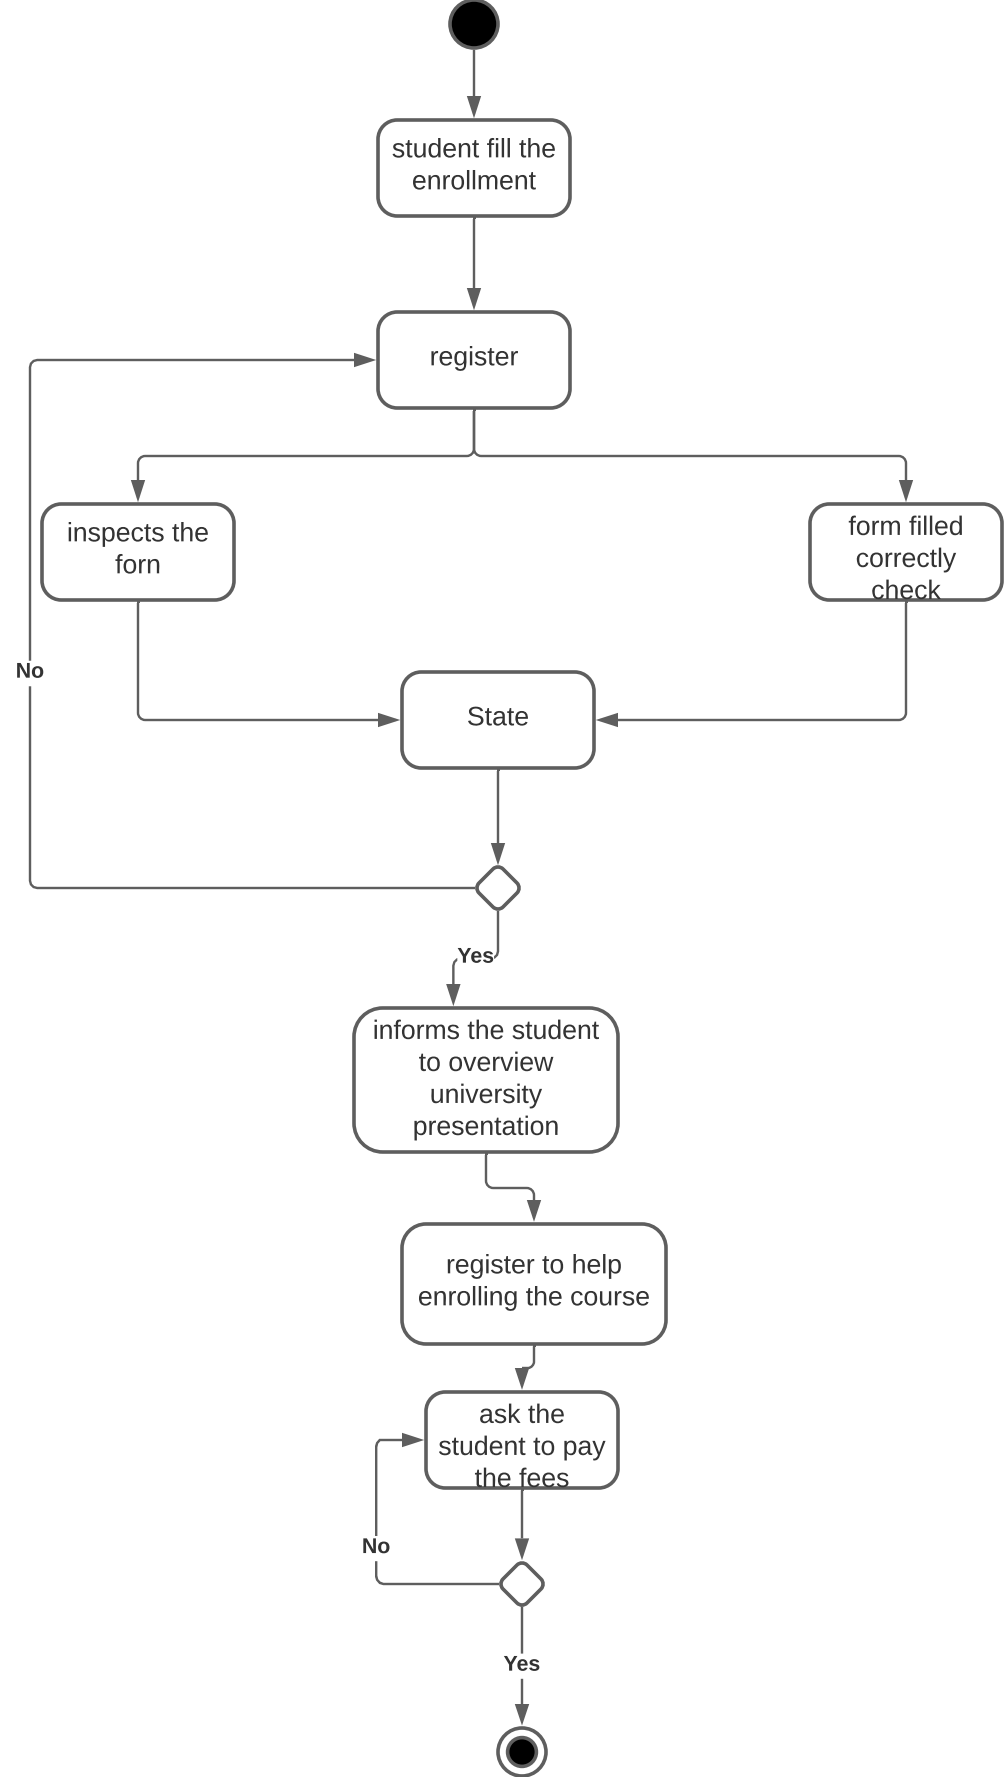 student fill the
enrollment
register
inspects the
forn
form filled
correctly
check
No
State
Yes
informs the student
to overview
university
presentation
register to help
enrolling the course
ask the
student to pay
the fees
No
Yes